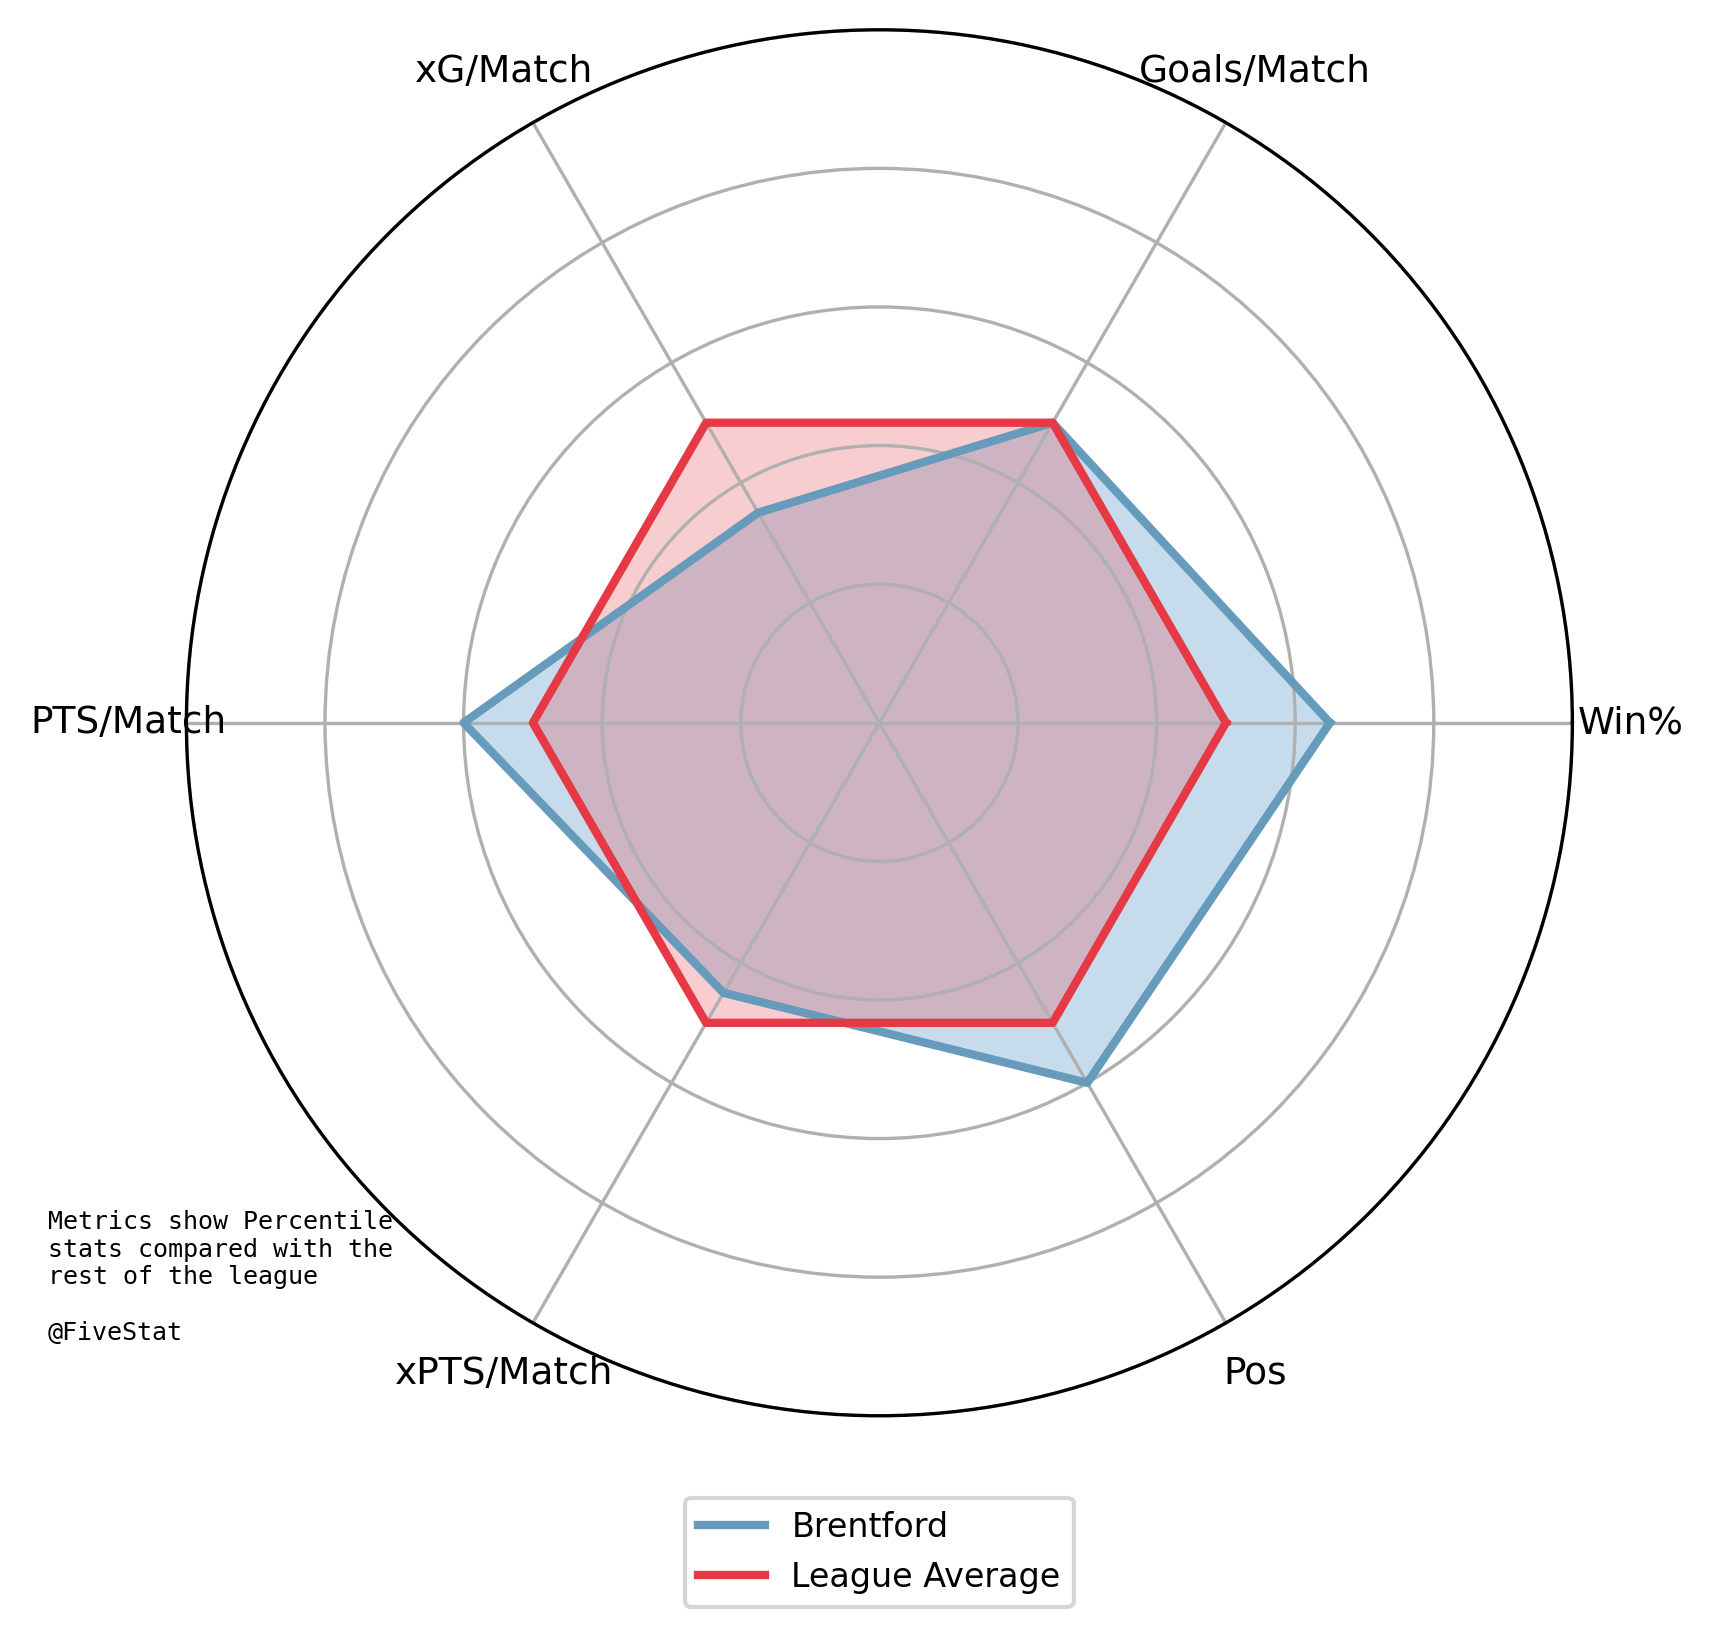 xG/Match
Goals/Match
PTS/Match
Win%
Metrics show Percentile
stats compared with the
rest of the league
@FiveStat
xPTS/Match
Pos
Brentford
League Average